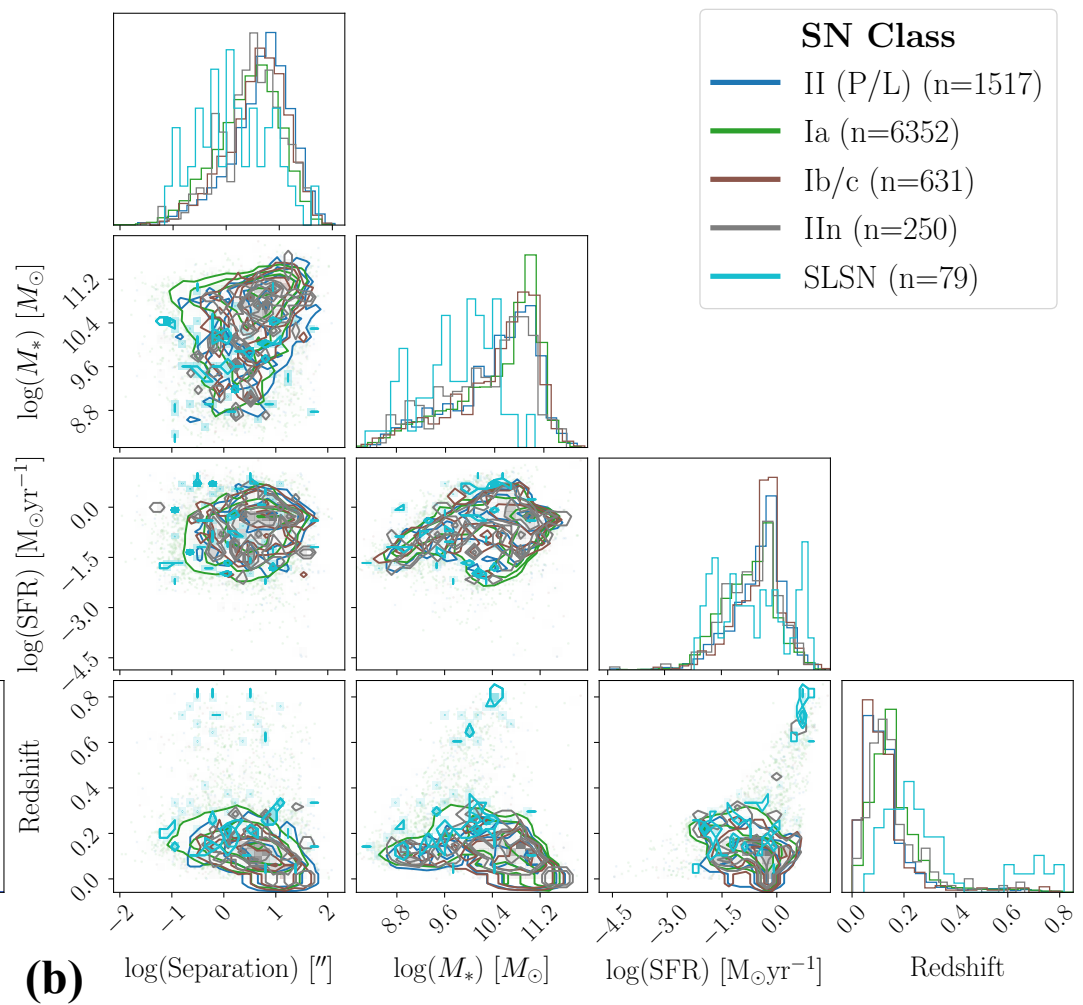 SN Class
II (P/L) (n=1517)
Ia (n=6352)
Ib/c (n=631)
IIn (n=250)
SLSN (n=79)
log(M∗) [M⊙]
11.2
10.4
9.6
8.8
log(SFR) [M⊙yr⁻¹]
0.0
−1.5
−3.0
−4.5
Redshift
0.8
0.6
0.4
0.2
0.0
−2 −1 0 1 2
8.8 9.6 10.4 11.2
−4.5 −3.0 −1.5 0.0
0.0 0.2 0.4 0.6 0.8
(b) log(Separation) [″] log(M∗) [M⊙] log(SFR) [M⊙yr⁻¹] Redshift